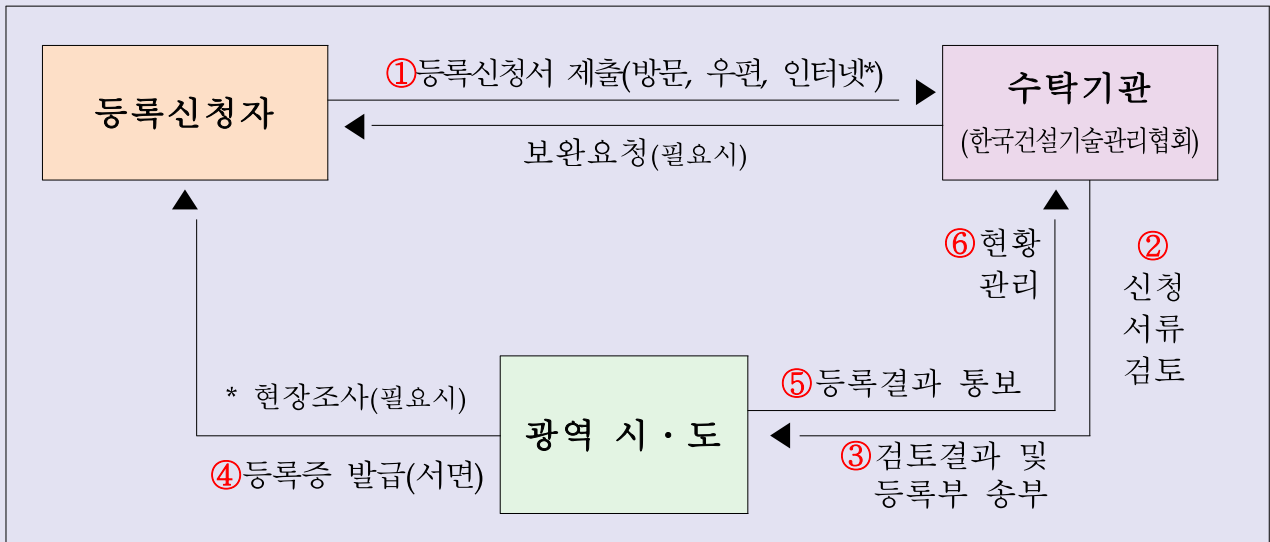 ①등록신청서 제출(방문, 우편, 인터넷*)
등록신청자
수탁기관
(한국건설기술관리협회)
보완요청(필요시)
⑥현황
관리
②
신청
서류
검토
* 현장조사(필요시)
⑤등록결과 통보
광역 시·도
④등록증 발급(서면)
③검토결과 및
등록부 송부